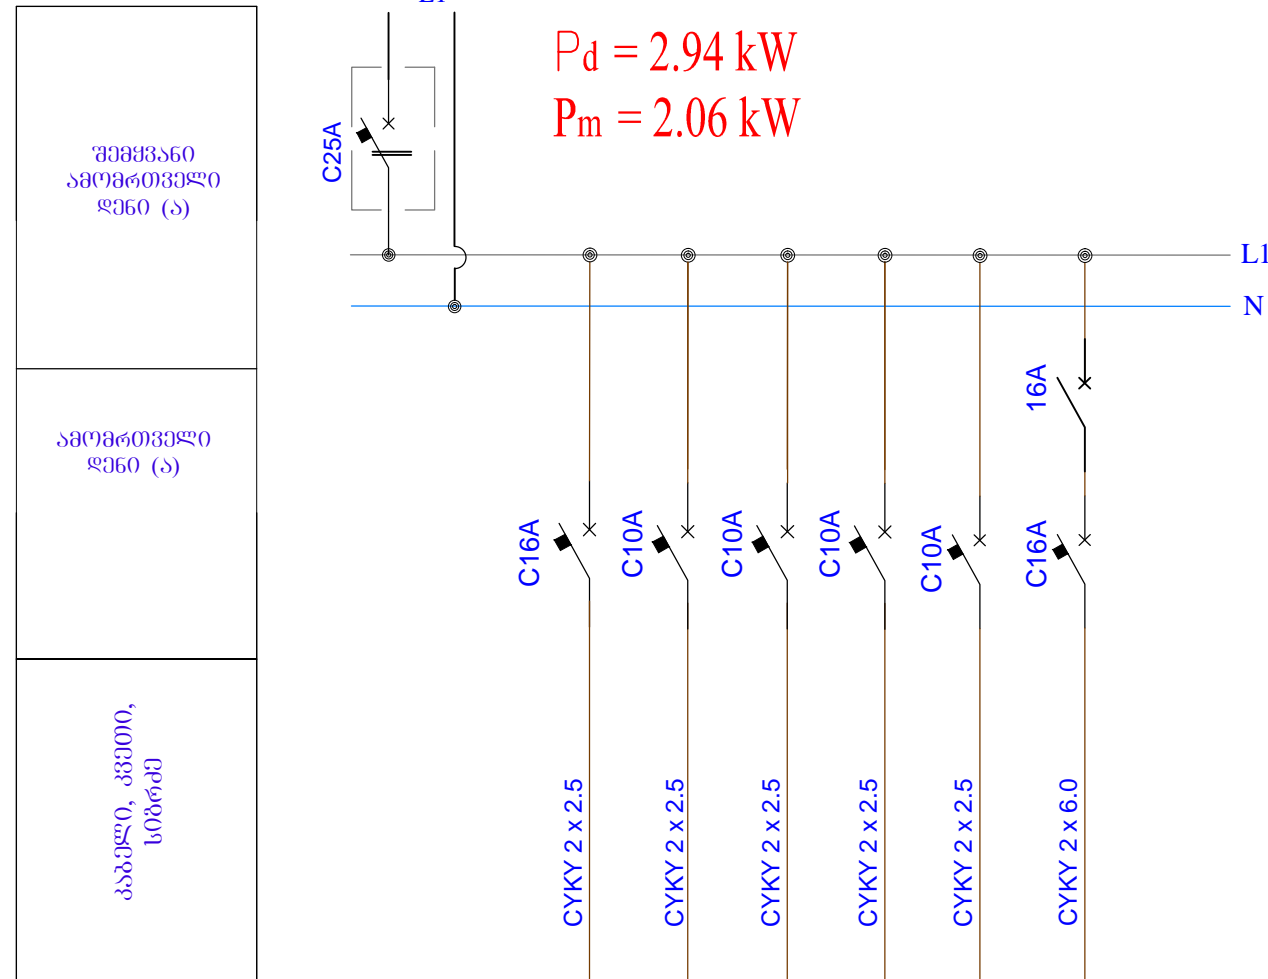 Pd = 2.94 kW
Pm = 2.06 kW
C25A
შემყვანი
ამომრთველი
დენი (ა)
L1
N
16A
ამომრთველი
დენი (ა)
C16A
C10A
C10A
C10A
C10A
C16A
კაბელი, კვეთი,
სიგრძე
CYKY 2 x 2.5
CYKY 2 x 2.5
CYKY 2 x 2.5
CYKY 2 x 2.5
CYKY 2 x 2.5
CYKY 2 x 6.0